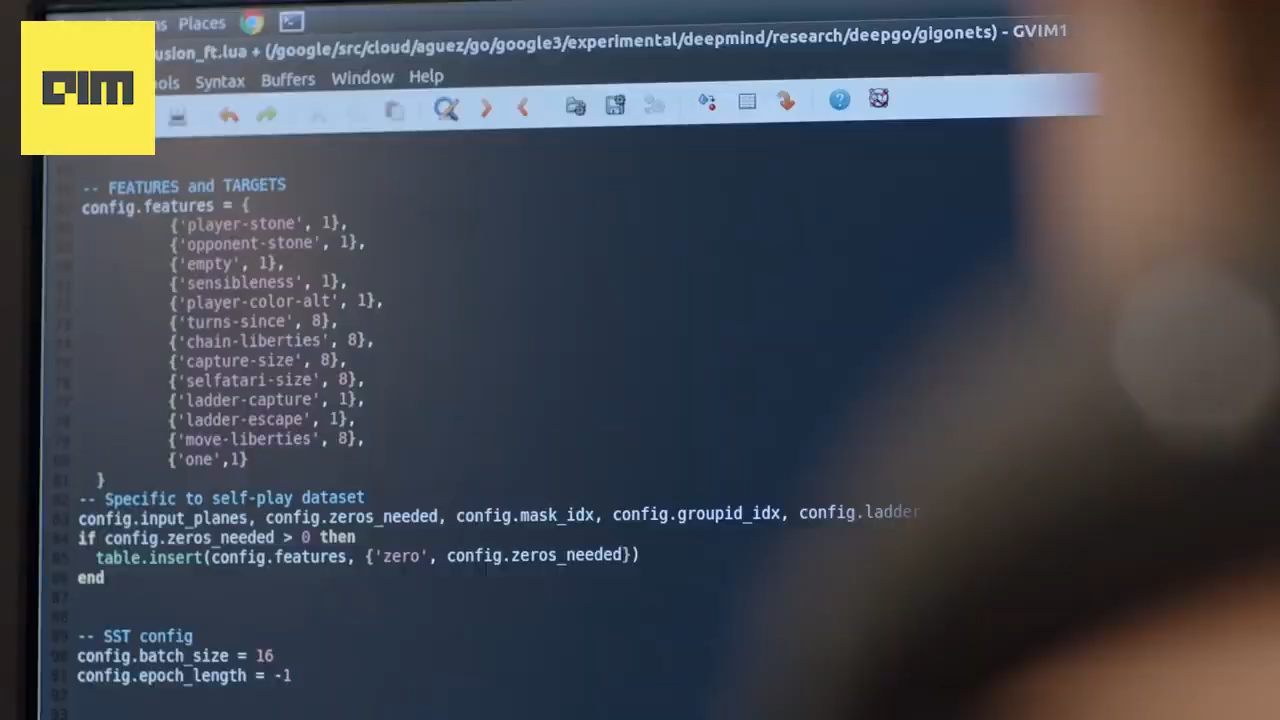 Places
usion_ft.lua + (/google/src/cloud/aguez/go/google3/experimental/deepmind/research/deepgo/gigonets) - GVIM1
AIM
ools Syntax Buffers Window Help
-- FEATURES and TARGETS
config.features = {
{'player-stone', 1},
{'opponent-stone', 1},
{'empty', 1},
{'sensibleness', 1},
{'player-color-alt', 1},
{'turns-since', 8},
{'chain-liberties', 8},
{'capture-size', 8},
{'selfatari-size', 8},
{'ladder-capture', 1},
{'ladder-escape', 1},
{'move-liberties', 8},
{'one',1}
}
-- Specific to self-play dataset
config.input_planes, config.zeros_needed, config.mask_idx, config.groupid_idx, config.ladder
if config.zeros_needed > 0 then
table.insert(config.features, {'zero', config.zeros_needed})
end
-- SST config
config.batch_size = 16
config.epoch_length = -1